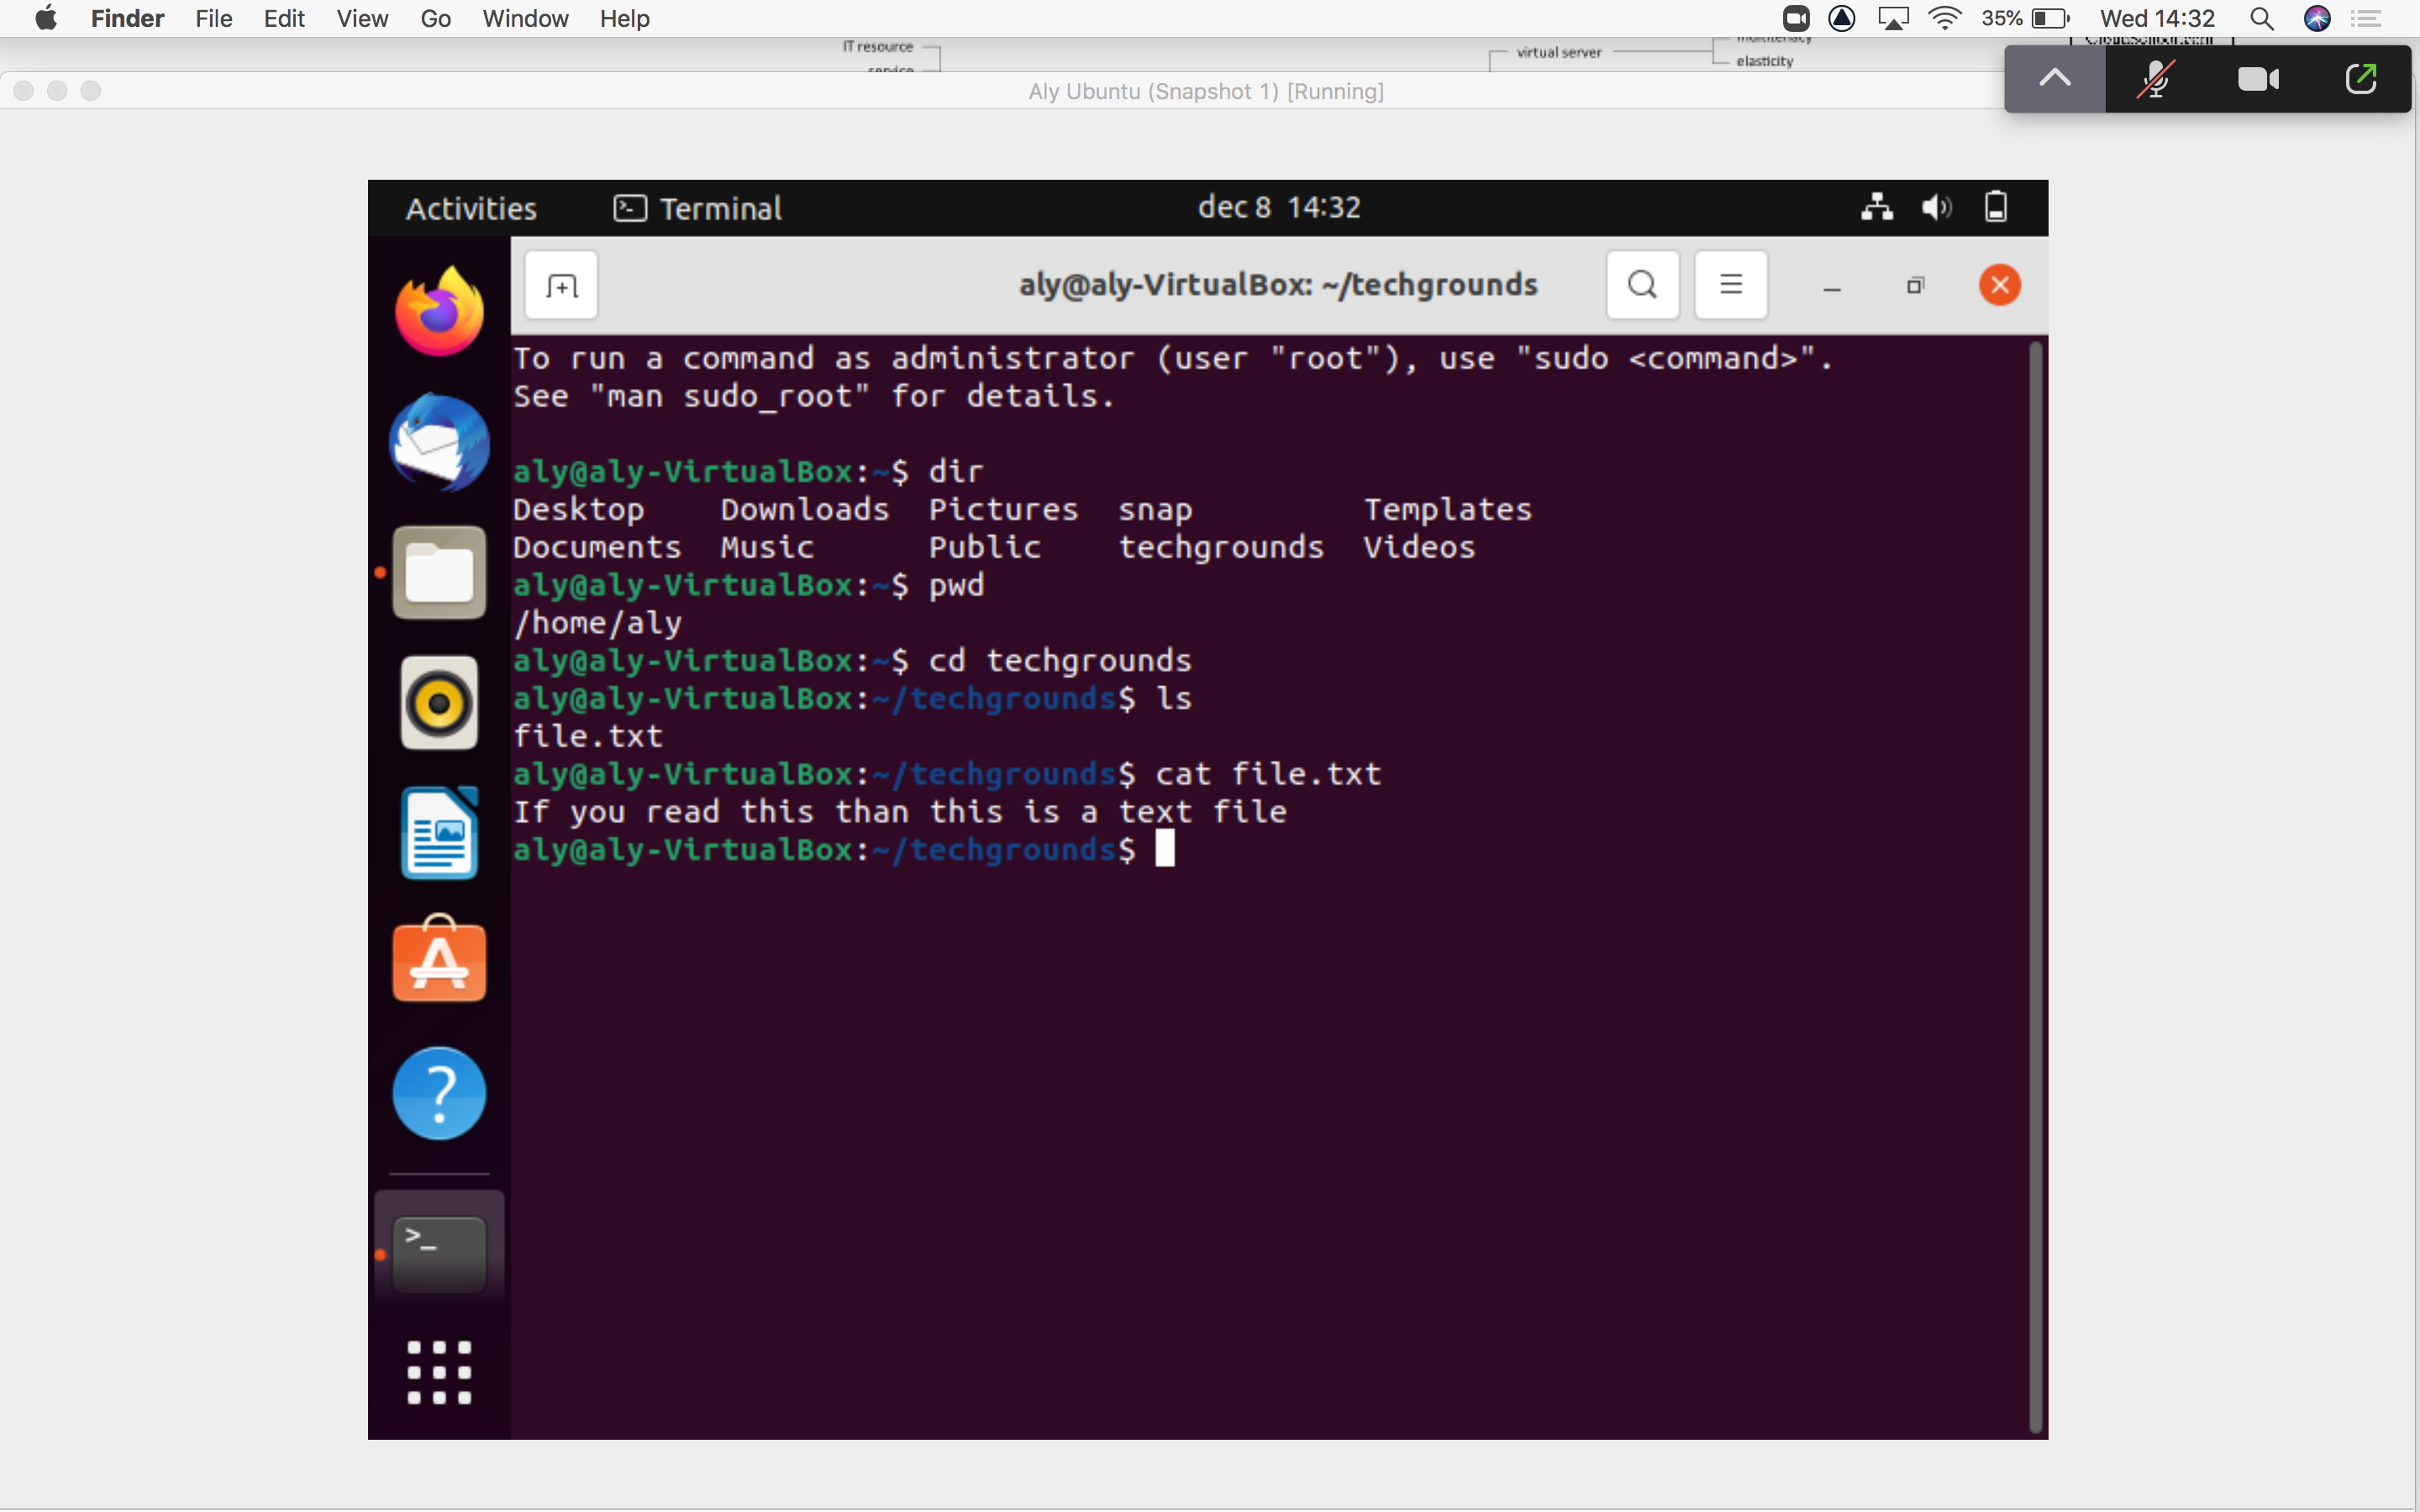 Finder File Edit View Go Window Help 35% Wed 14:32
IT resource
virtual server
elasticity
Aly Ubuntu (Snapshot 1) [Running]
Activities Terminal dec 8 14:32
aly@aly-VirtualBox: ~/techgrounds
To run a command as administrator (user "root"), use "sudo <command>".
See "man sudo_root" for details.
aly@aly-VirtualBox:~$ dir
Desktop Downloads Pictures snap Templates
Documents Music Public techgrounds Videos
aly@aly-VirtualBox:~$ pwd
/home/aly
aly@aly-VirtualBox:~$ cd techgrounds
aly@aly-VirtualBox:~/techgrounds$ ls
file.txt
aly@aly-VirtualBox:~/techgrounds$ cat file.txt
If you read this than this is a text file
aly@aly-VirtualBox:~/techgrounds$